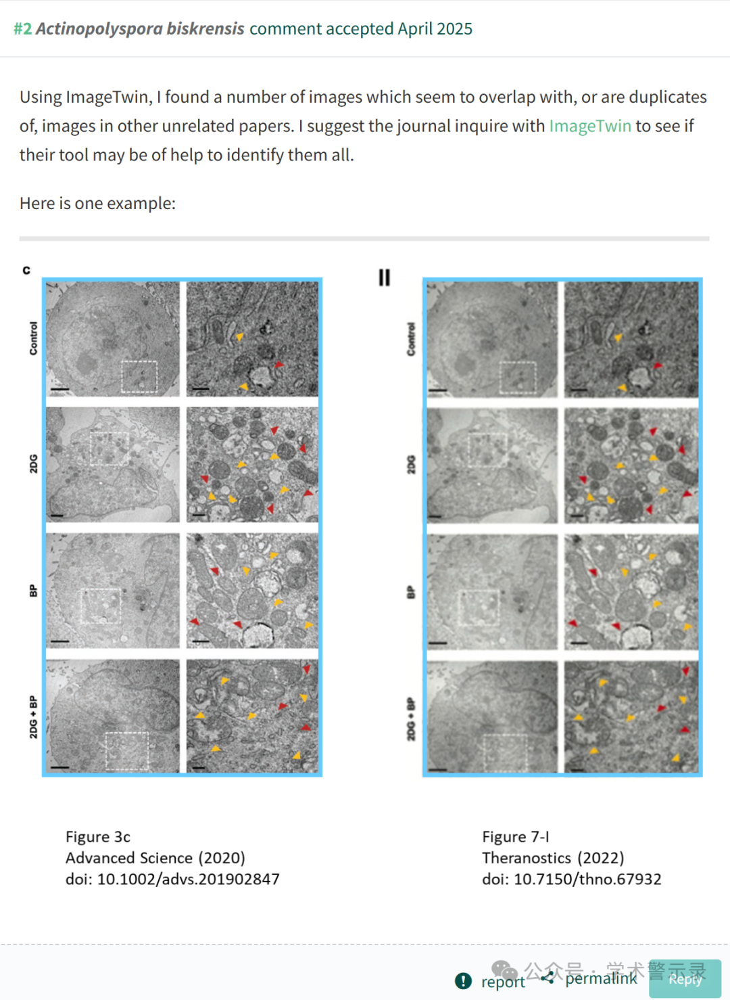 #2 Actinopolyspora biskrensis comment accepted April 2025
Using ImageTwin, I found a number of images which seem to overlap with, or are duplicates
of, images in other unrelated papers. I suggest the journal inquire with ImageTwin to see if
their tool may be of help to identify them all.
Here is one example:
c
II
Control
Control
2DG
2DG
BP
BP
2DG + BP
2DG + BP
Figure 3c
Advanced Science (2020)
doi: 10.1002/advs.201902847
Figure 7-I
Theranostics (2022)
doi: 10.7150/thno.67932
report
permalink
Reply
公众号 · 学术警示录